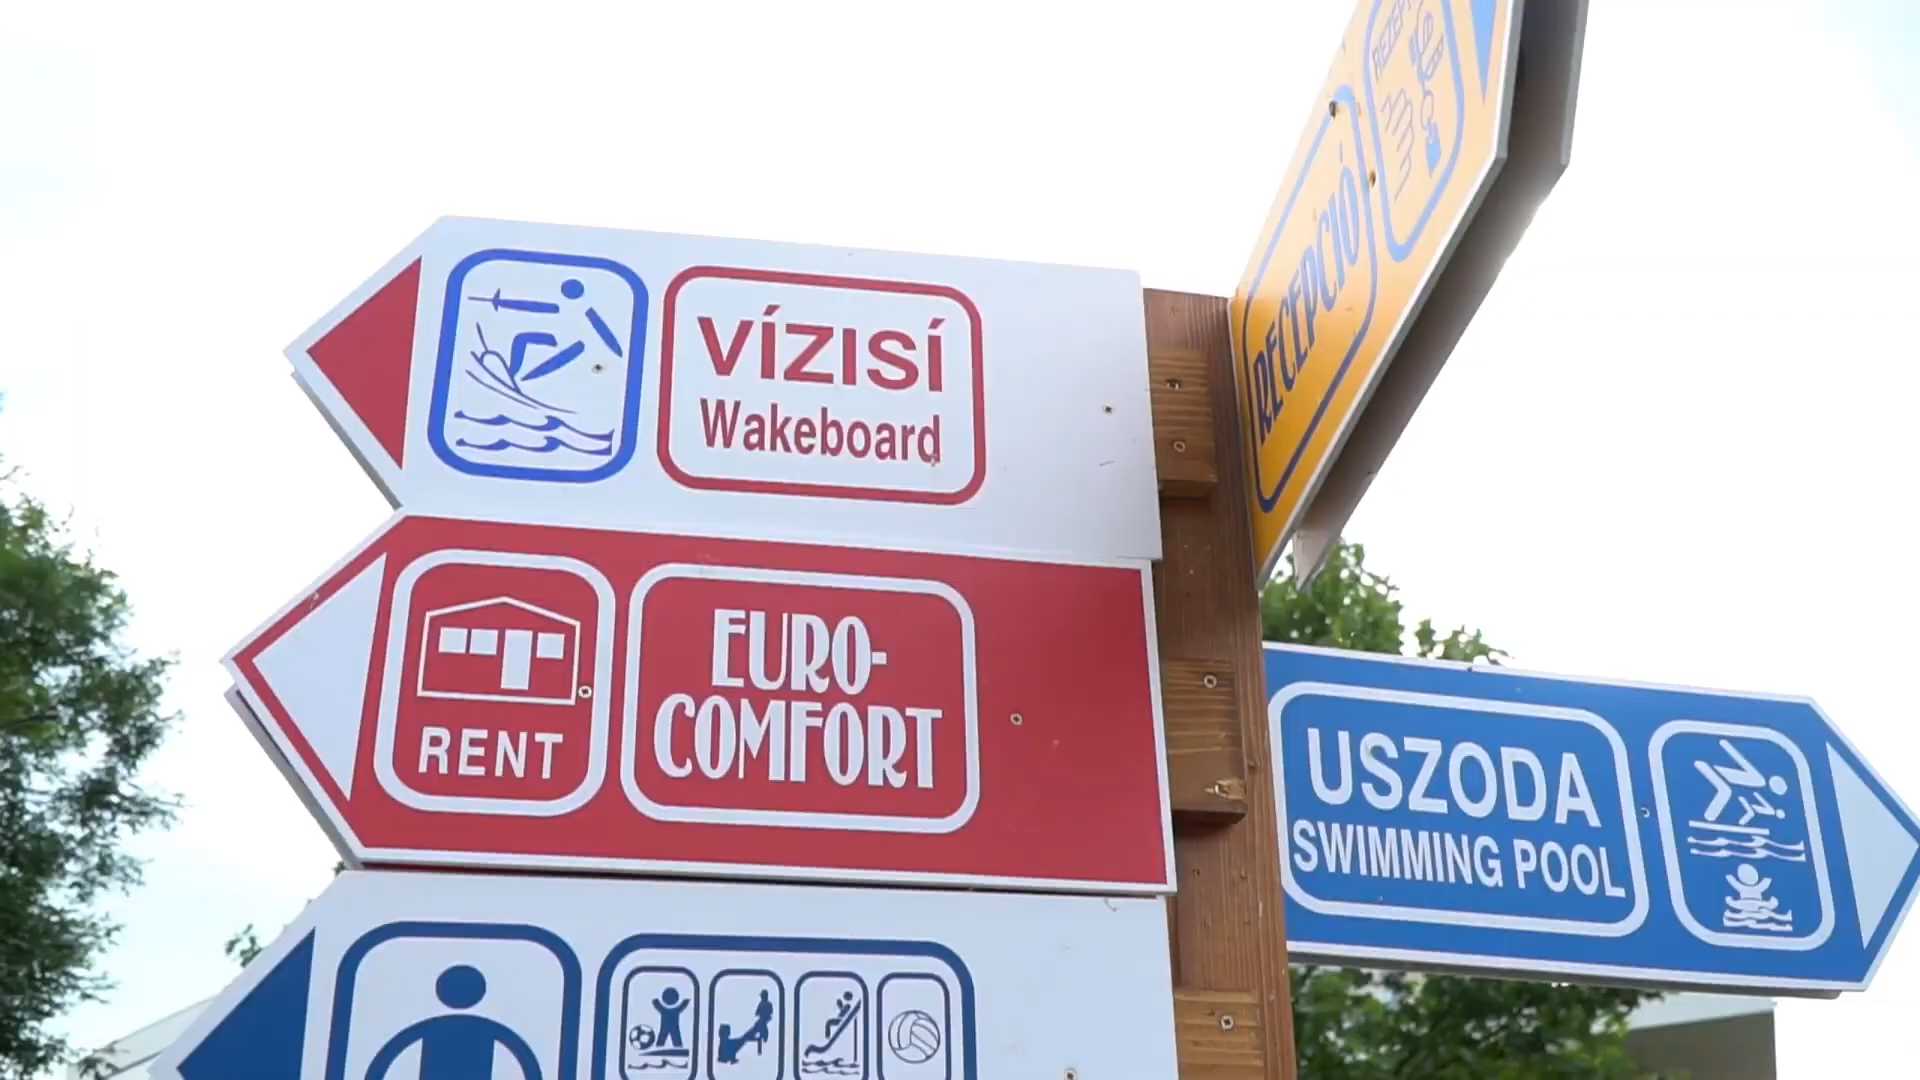 VÍZISÍ
Wakeboard
RENT
EURO-
COMFORT
RECEPCIÓ
USZODA
SWIMMING POOL